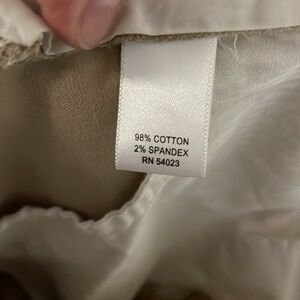 98% COTTON
2% SPANDEX
RN 54023